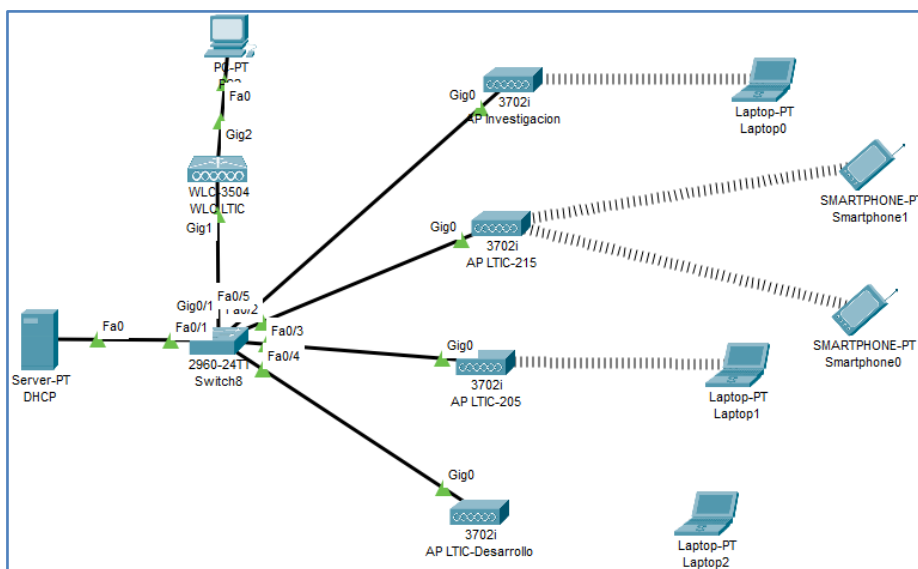 PC-PT
Fa0
Gig2
WLC-3504
WLC LTIC
Gig1
Gig0
3702i
AP Investigacion
Laptop-PT
Laptop0
SMARTPHONE-PT
Smartphone1
Gig0
3702i
AP LTIC-215
Fa0/5
Gig0/1
Fa0/2
Fa0/3
Fa0/4
Fa0
Fa0/1
Server-PT
DHCP
2960-24TT
Switch8
Gig0
3702i
AP LTIC-205
Laptop-PT
Laptop1
SMARTPHONE-PT
Smartphone0
Gig0
3702i
AP LTIC-Desarrollo
Laptop-PT
Laptop2